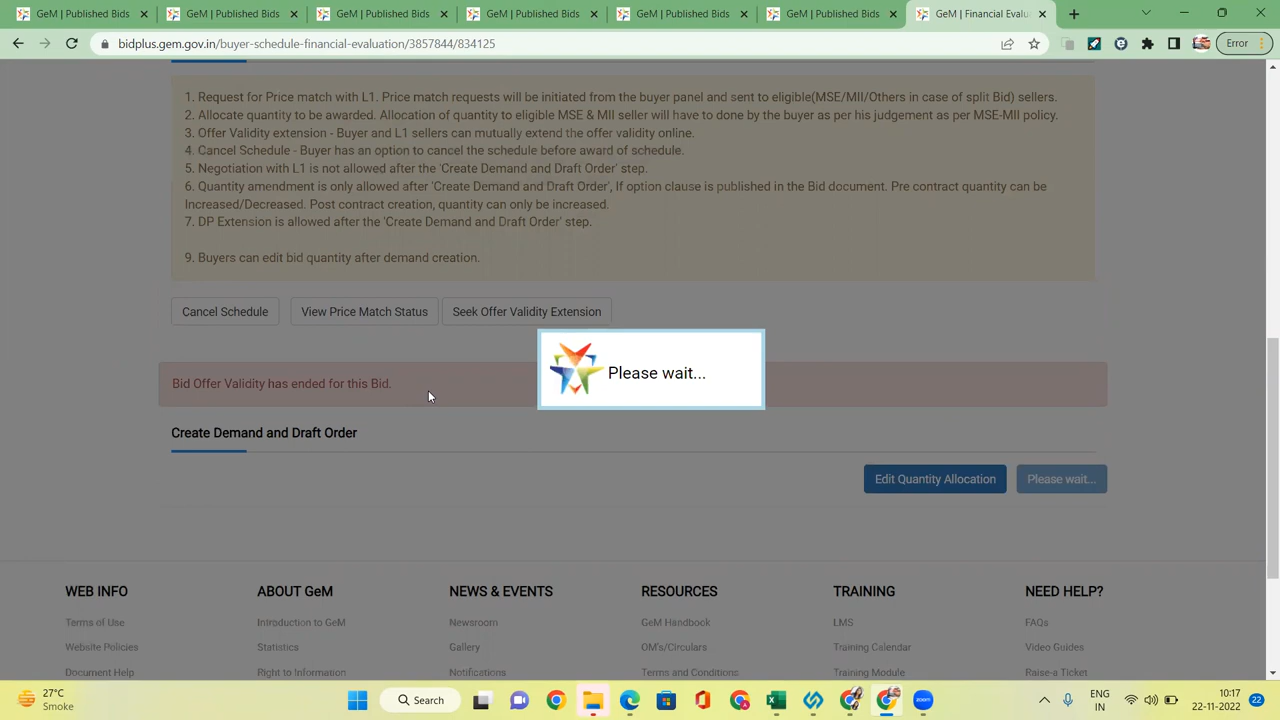 GeM | Published Bids
GeM | Published Bids
GeM | Published Bids
GeM | Published Bids
GeM | Published Bids
GeM | Published Bids
GeM | Financial Evalu
bidplus.gem.gov.in/buyer-schedule-financial-evaluation/3857844/834125
Error
1. Request for Price match with L1. Price match requests will be initiated from the buyer panel and sent to eligible(MSE/MII/Others in case of split Bid) sellers.
2. Allocate quantity to be awarded. Allocation of quantity to eligible MSE & MII seller will have to done by the buyer as per his judgement as per MSE-MII policy.
3. Offer Validity extension - Buyer and L1 sellers can mutually extend the offer validity online.
4. Cancel Schedule - Buyer has an option to cancel the schedule before award of schedule.
5. Negotiation with L1 is not allowed after the 'Create Demand and Draft Order' step.
6. Quantity amendment is only allowed after 'Create Demand and Draft Order', If option clause is published in the Bid document. Pre contract quantity can be
Increased/Decreased. Post contract creation, quantity can only be increased.
7. DP Extension is allowed after the 'Create Demand and Draft Order' step.
9. Buyers can edit bid quantity after demand creation.
Cancel Schedule
View Price Match Status
Seek Offer Validity Extension
Please wait...
Bid Offer Validity has ended for this Bid.
Create Demand and Draft Order
Edit Quantity Allocation
Please wait...
WEB INFO
ABOUT GeM
NEWS & EVENTS
RESOURCES
TRAINING
NEED HELP?
Terms of Use
Introduction to GeM
Newsroom
GeM Handbook
LMS
FAQs
Website Policies
Statistics
Gallery
OM's/Circulars
Training Calendar
Video Guides
Document Help
Right to Information
Notifications
Terms and Conditions
Training Module
Raise-a Ticket
27°C
Smoke
Search
zoom
ENG
IN
10:17
22-11-2022
22